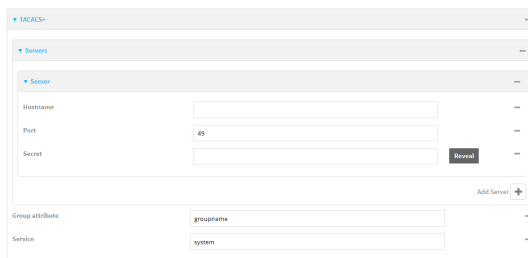 TACACS+
Servers
Server
Hostname
Port 49
Secret Reveal
Add Server
Group attribute groupname
Service system